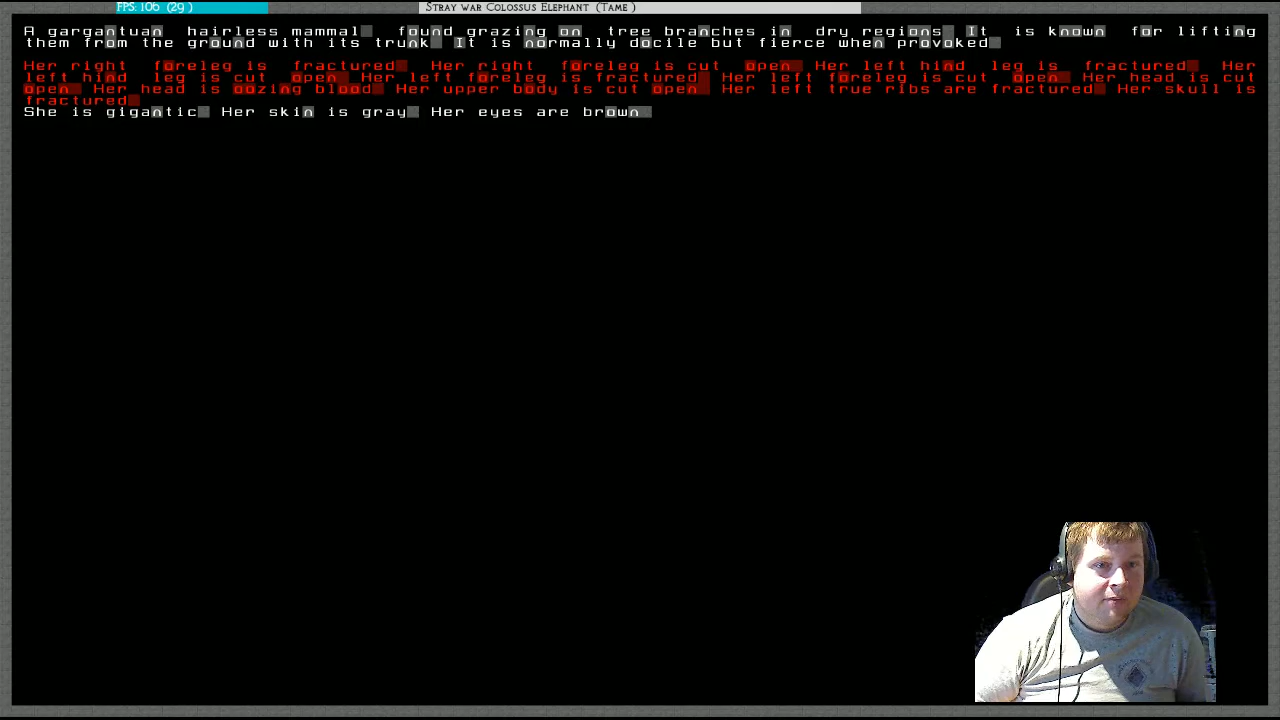 FPS: 106 (29 )
Stray war Colossus Elephant (Tame )
A gargantuan hairless mammal found grazing on tree branches in dry regions. It is known for lifting
them from the ground with its trunk. It is normally docile but fierce when provoked.
Her right foreleg is fractured. Her right foreleg is cut open. Her left hind leg is fractured. Her
left hind leg is cut open. Her left foreleg is fractured. Her left foreleg is cut open. Her head is cut
open. Her head is oozing blood. Her upper body is cut open. Her left true ribs are fractured. Her skull is
fractured.
She is gigantic. Her skin is gray. Her eyes are brown.